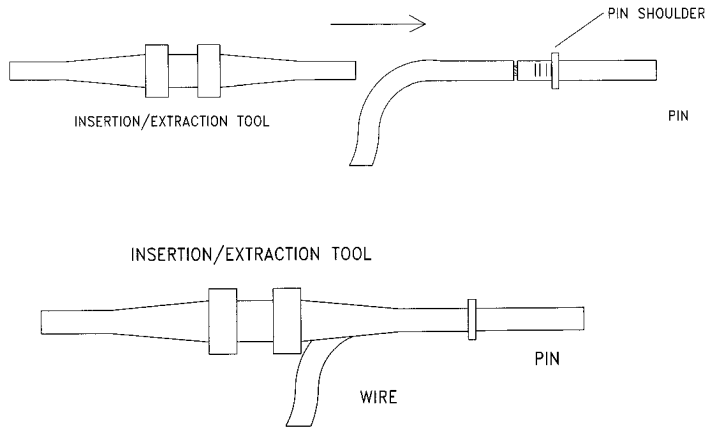 PIN SHOULDER
INSERTION/EXTRACTION TOOL
PIN
INSERTION/EXTRACTION TOOL
PIN
WIRE